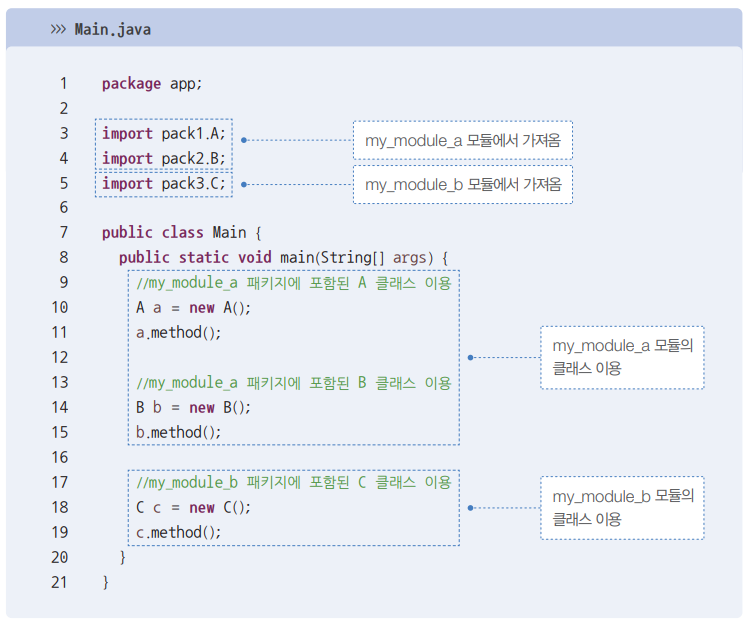 >>> Main.java
1 package app;
2
3 import pack1.A;
4 import pack2.B;
my_module_a 모듈에서 가져옴
5 import pack3.C;
my_module_b 모듈에서 가져옴
6
7 public class Main {
8 public static void main(String[] args) {
9 //my_module_a 패키지에 포함된 A 클래스 이용
10 A a = new A();
11 a.method();
12
13 //my_module_a 패키지에 포함된 B 클래스 이용
14 B b = new B();
15 b.method();
my_module_a 모듈의
클래스 이용
16
17 //my_module_b 패키지에 포함된 C 클래스 이용
18 C c = new C();
19 c.method();
my_module_b 모듈의
클래스 이용
20 }
21 }